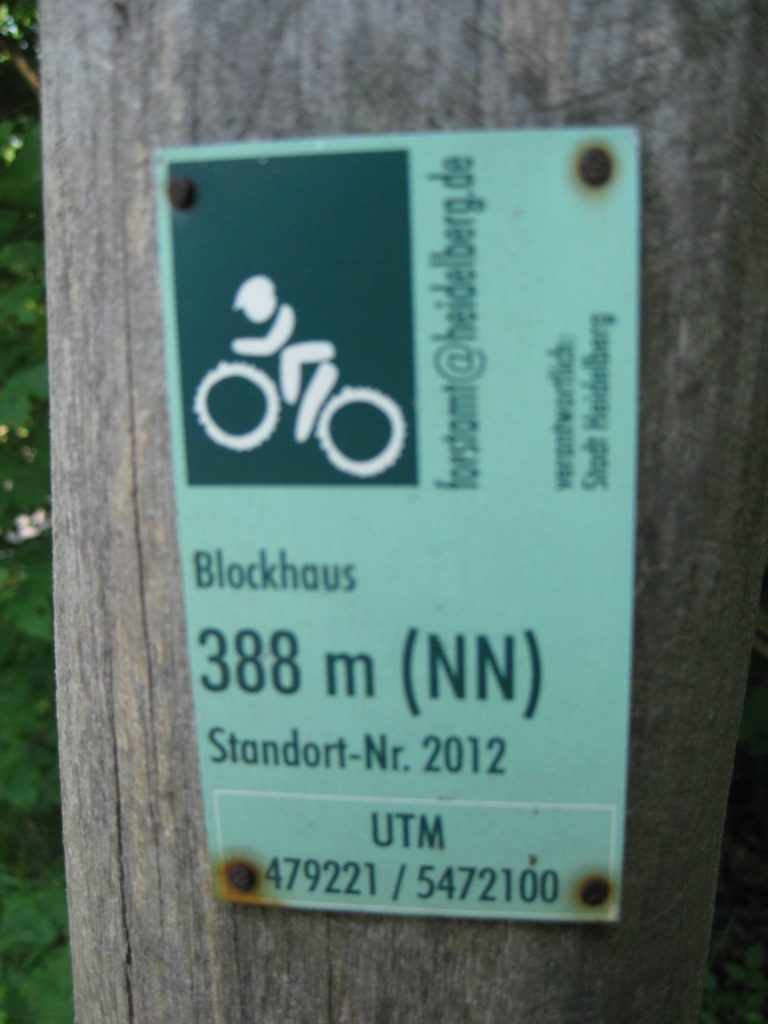 forstamt@heidelberg.de
verantwortlich:
Stadt Heidelberg
Blockhaus
388 m (NN)
Standort-Nr. 2012
UTM
479221 / 5472100